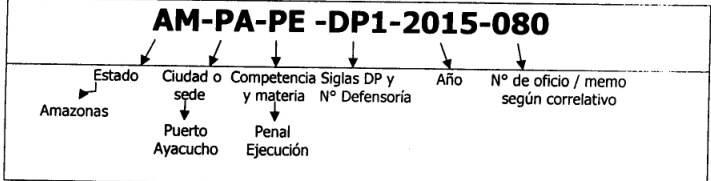 AM-PA-PE -DP1-2015-080
Estado Ciudad o Competencia Siglas DP y Año N° de oficio / memo
sede y materia N° Defensoría según correlativo
Amazonas
Puerto Penal
Ayacucho Ejecución